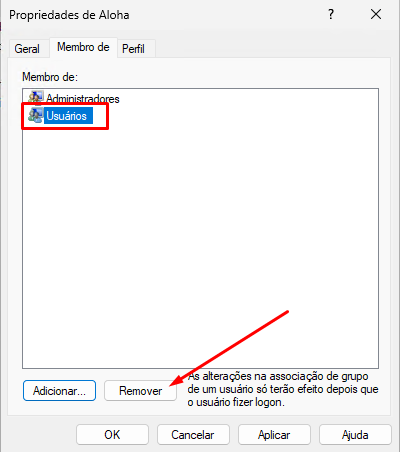 Propriedades de Aloha
?
Geral
Membro de
Perfil
Membro de:
Administradores
Usuários
Adicionar...
Remover
As alterações na associação de grupo
de um usuário só terão efeito depois que
o usuário fizer logon.
OK
Cancelar
Aplicar
Ajuda